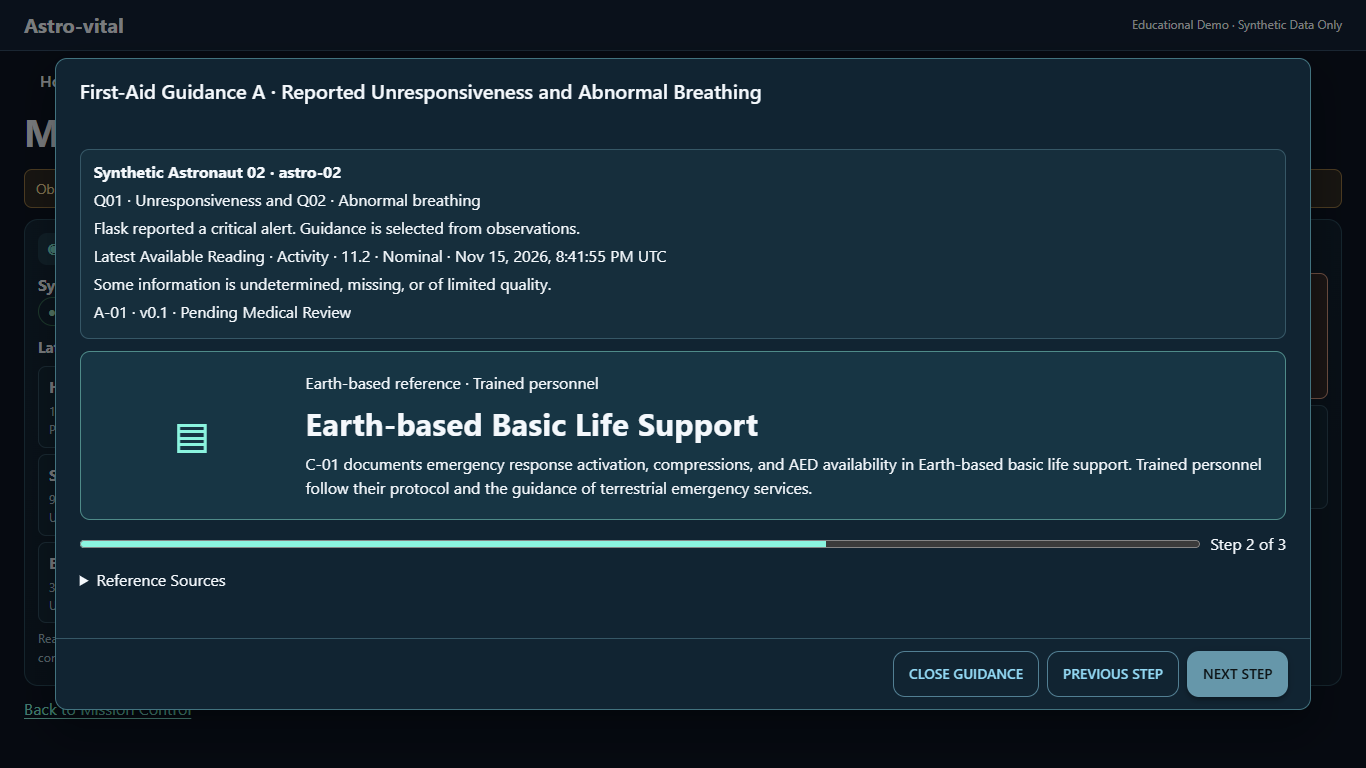 Astro-vital
Educational Demo · Synthetic Data Only
First-Aid Guidance A · Reported Unresponsiveness and Abnormal Breathing
Synthetic Astronaut 02 · astro-02
Q01 · Unresponsiveness and Q02 · Abnormal breathing
Flask reported a critical alert. Guidance is selected from observations.
Latest Available Reading · Activity · 11.2 · Nominal · Nov 15, 2026, 8:41:55 PM UTC
Some information is undetermined, missing, or of limited quality.
A-01 · v0.1 · Pending Medical Review
Earth-based reference · Trained personnel
Earth-based Basic Life Support
C-01 documents emergency response activation, compressions, and AED availability in Earth-based basic life support. Trained personnel
follow their protocol and the guidance of terrestrial emergency services.
Step 2 of 3
▶ Reference Sources
CLOSE GUIDANCE
PREVIOUS STEP
NEXT STEP
Back to Mission Control